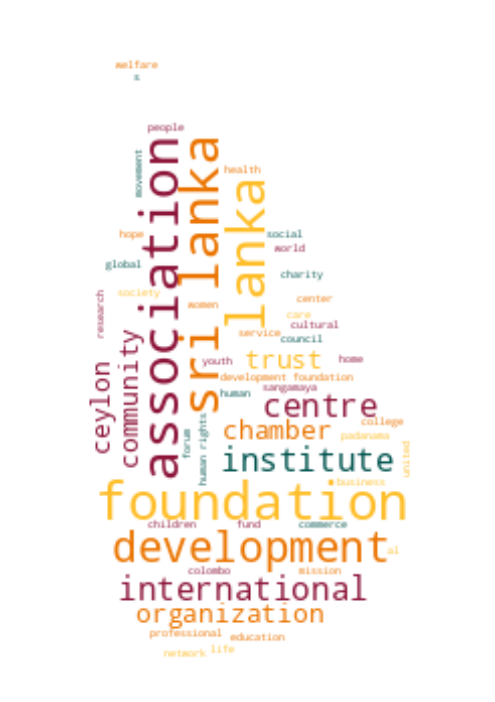 welfare
s
people
movement
association
sri lanka
health
lanka
hope
social
world
global
charity
society
research
women
center
care
cultural
service
council
community
ceylon
youth
trust
home
development foundation
human
sangamaya
centre
forum
human rights
chamber
college
padanama
united
institute
business
foundation
children
fund
commerce
development
al
colombo
mission
international
organization
professional
education
network
life